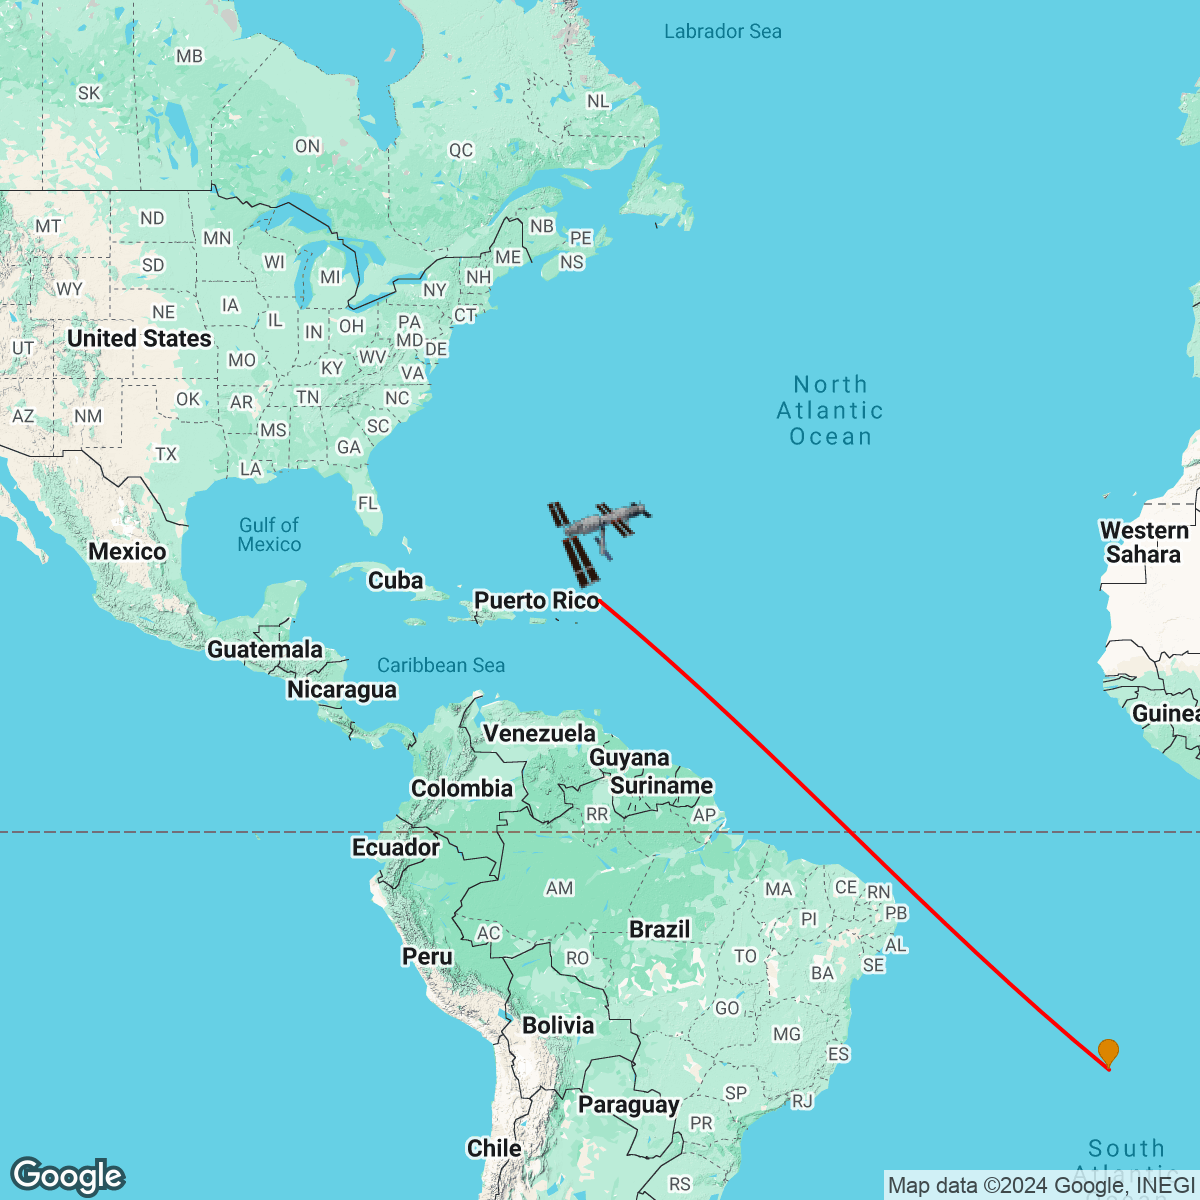 Labrador Sea
MB
SK
NL
ON
QC
MT
ND
MN
NB
PE
SD
WI
ME
NS
MI
NH
WY
NY
NE
IA
IL
IN
OH
PA
CT
United States
UT
MD
DE
MO
KY
WV
VA
North
Atlantic
Ocean
OK
AR
TN
NC
AZ
NM
MS
SC
TX
GA
LA
FL
Gulf of
Mexico
Mexico
Western
Sahara
Cuba
Puerto Rico
Guatemala
Caribbean Sea
Nicaragua
Guinea
Venezuela
Guyana
Colombia
Suriname
RR
AP
Ecuador
AM
MA
CE
RN
PI
PB
AC
Brazil
AL
Peru
RO
TO
SE
BA
GO
Bolivia
MG
ES
SP
RJ
Paraguay
PR
Chile
South
Atlantic
RS
Google
Map data ©2024 Google, INEGI